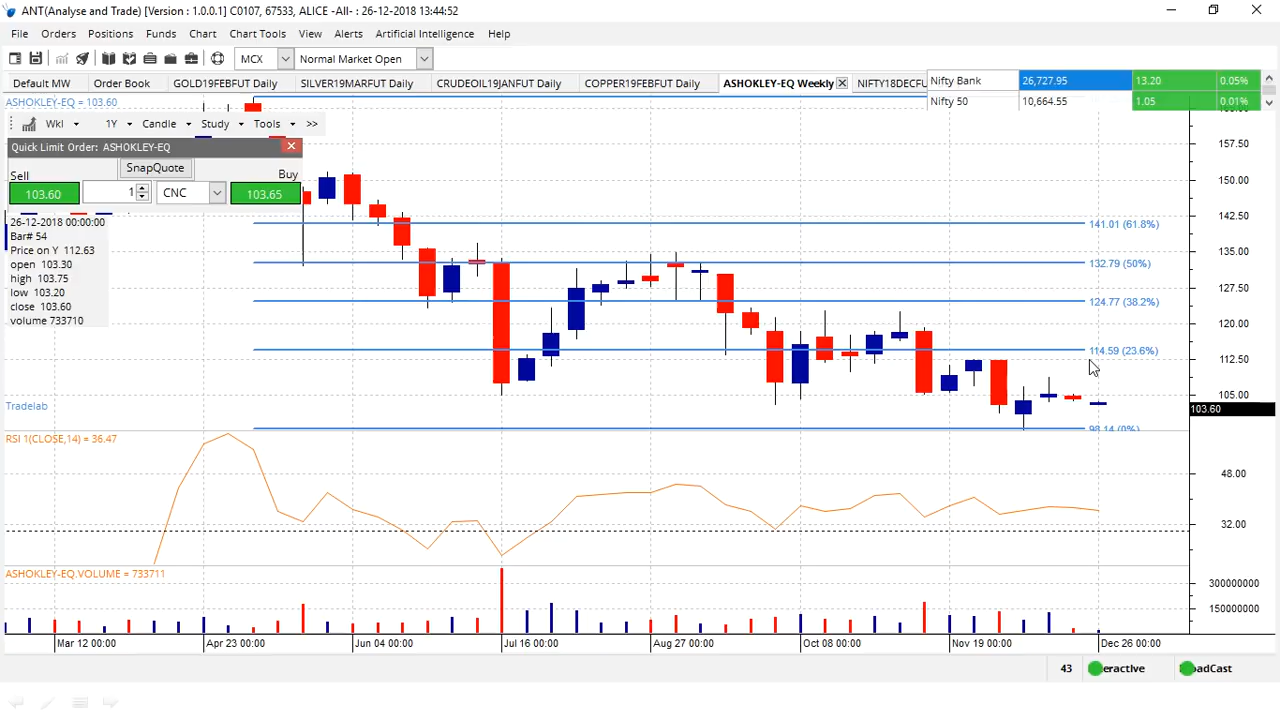 ANT(Analyse and Trade) [Version : 1.0.0.1] C0107, 67533, ALICE -All- : 26-12-2018 13:44:52
File Orders Positions Funds Chart Chart Tools View Alerts Artificial Intelligence Help
MCX Normal Market Open
Default MW Order Book GOLD19FEBFUT Daily SILVER19MARFUT Daily CRUDEOIL19JANFUT Daily COPPER19FEBFUT Daily ASHOKLEY-EQ Weekly NIFTY18DECFU
Nifty Bank 26,727.95 13.20 0.05%
Nifty 50 10,664.55 1.05 0.01%
ASHOKLEY-EQ = 103.60
Wkl 1Y Candle Study Tools >>
Quick Limit Order: ASHOKLEY-EQ
SnapQuote
Sell Buy
103.60 1 CNC 103.65
26-12-2018 00:00:00
Bar# 54
Price on Y 112.63
open 103.30
high 103.75
low 103.20
close 103.60
volume 733710
157.50
150.00
142.50
135.00
127.50
120.00
112.50
105.00
103.60
141.01 (61.8%)
132.79 (50%)
124.77 (38.2%)
114.59 (23.6%)
98.14 (0%)
Tradelab
RSI 1(CLOSE,14) = 36.47
48.00
32.00
ASHOKLEY-EQ.VOLUME = 733711
300000000
150000000
Mar 12 00:00 Apr 23 00:00 Jun 04 00:00 Jul 16 00:00 Aug 27 00:00 Oct 08 00:00 Nov 19 00:00 Dec 26 00:00
43